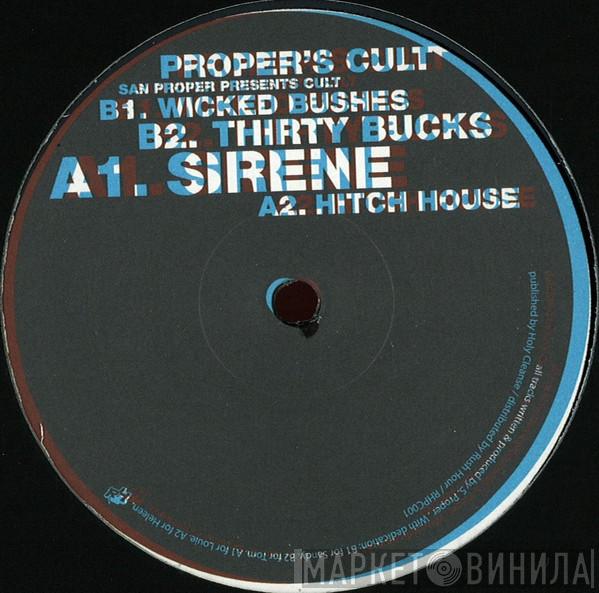 PROPER'S CULT
SAN PROPER PRESENTS CULT
B1. WICKED BUSHES
B2. THIRTY BUCKS
A1. SIRENE
A2. HITCH HOUSE
all tracks written & produced by S. Proper. With dedication; B1 for Sandy, B2 for Tom, A1 for Louie, A2 for Heleen.
published by Holy Cleanse / distributed by Rush Hour / RHPC001
МАРКЕТ ВИНИЛА